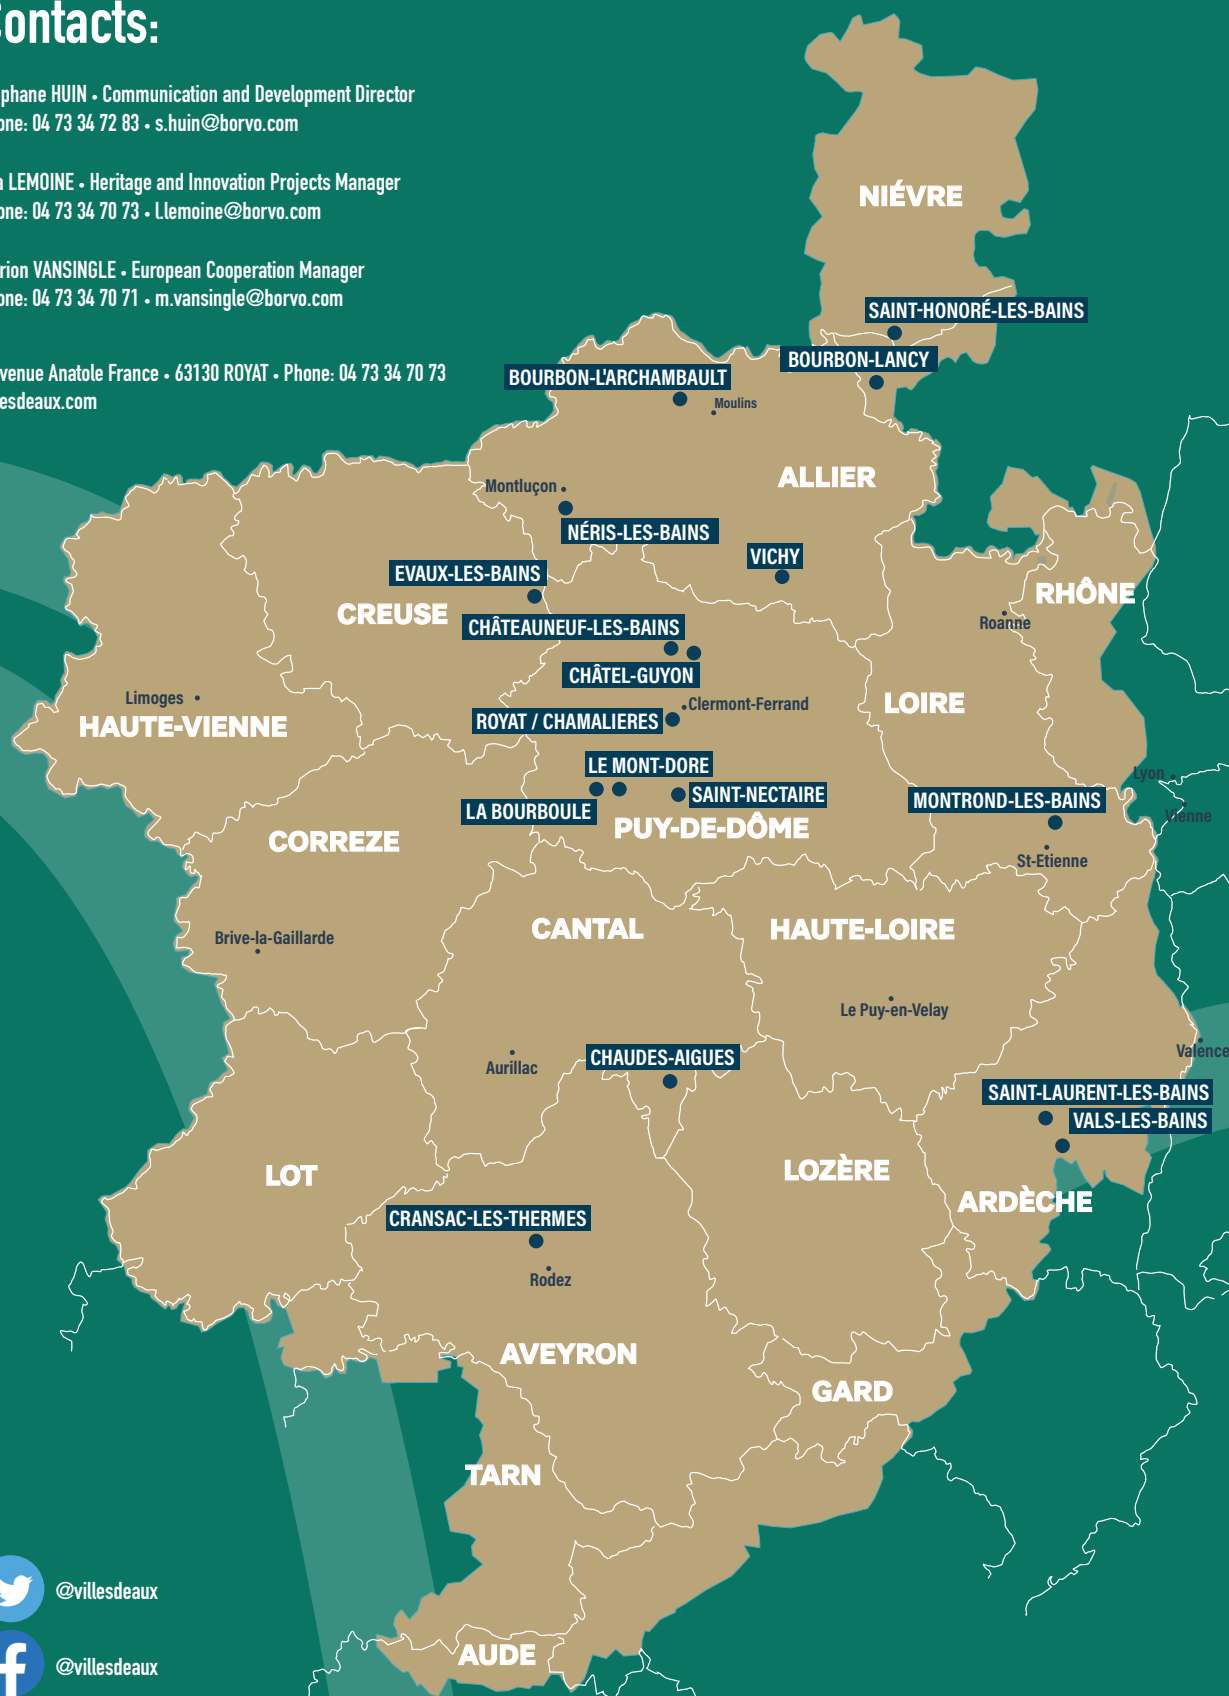 Contacts:
phane HUIN • Communication and Development Director
one: 04 73 34 72 83 • s.huin@borvo.com
a LEMOINE • Heritage and Innovation Projects Manager
one: 04 73 34 70 73 • l.lemoine@borvo.com
rion VANSINGLE • European Cooperation Manager
one: 04 73 34 70 71 • m.vansingle@borvo.com
venue Anatole France • 63130 ROYAT • Phone: 04 73 34 70 73
esdeaux.com
NIÉVRE
SAINT-HONORÉ-LES-BAINS
BOURBON-LANCY
BOURBON-L'ARCHAMBAULT
Moulins
ALLIER
Montluçon
NÉRIS-LES-BAINS
VICHY
EVAUX-LES-BAINS
RHÔNE
CREUSE
Roanne
CHÂTEAUNEUF-LES-BAINS
CHÂTEL-GUYON
Limoges
Clermont-Ferrand
LOIRE
HAUTE-VIENNE
ROYAT / CHAMALIERES
LE MONT-DORE
Lyon
SAINT-NECTAIRE
MONTROND-LES-BAINS
LA BOURBOULE
Vienne
PUY-DE-DÔME
CORREZE
St-Etienne
CANTAL
HAUTE-LOIRE
Brive-la-Gaillarde
Le Puy-en-Velay
Valence
CHAUDES-AIGUES
Aurillac
SAINT-LAURENT-LES-BAINS
VALS-LES-BAINS
LOT
LOZÈRE
ARDÈCHE
CRANSAC-LES-THERMES
Rodez
AVEYRON
GARD
TARN
@villesdeaux
AUDE
@villesdeaux